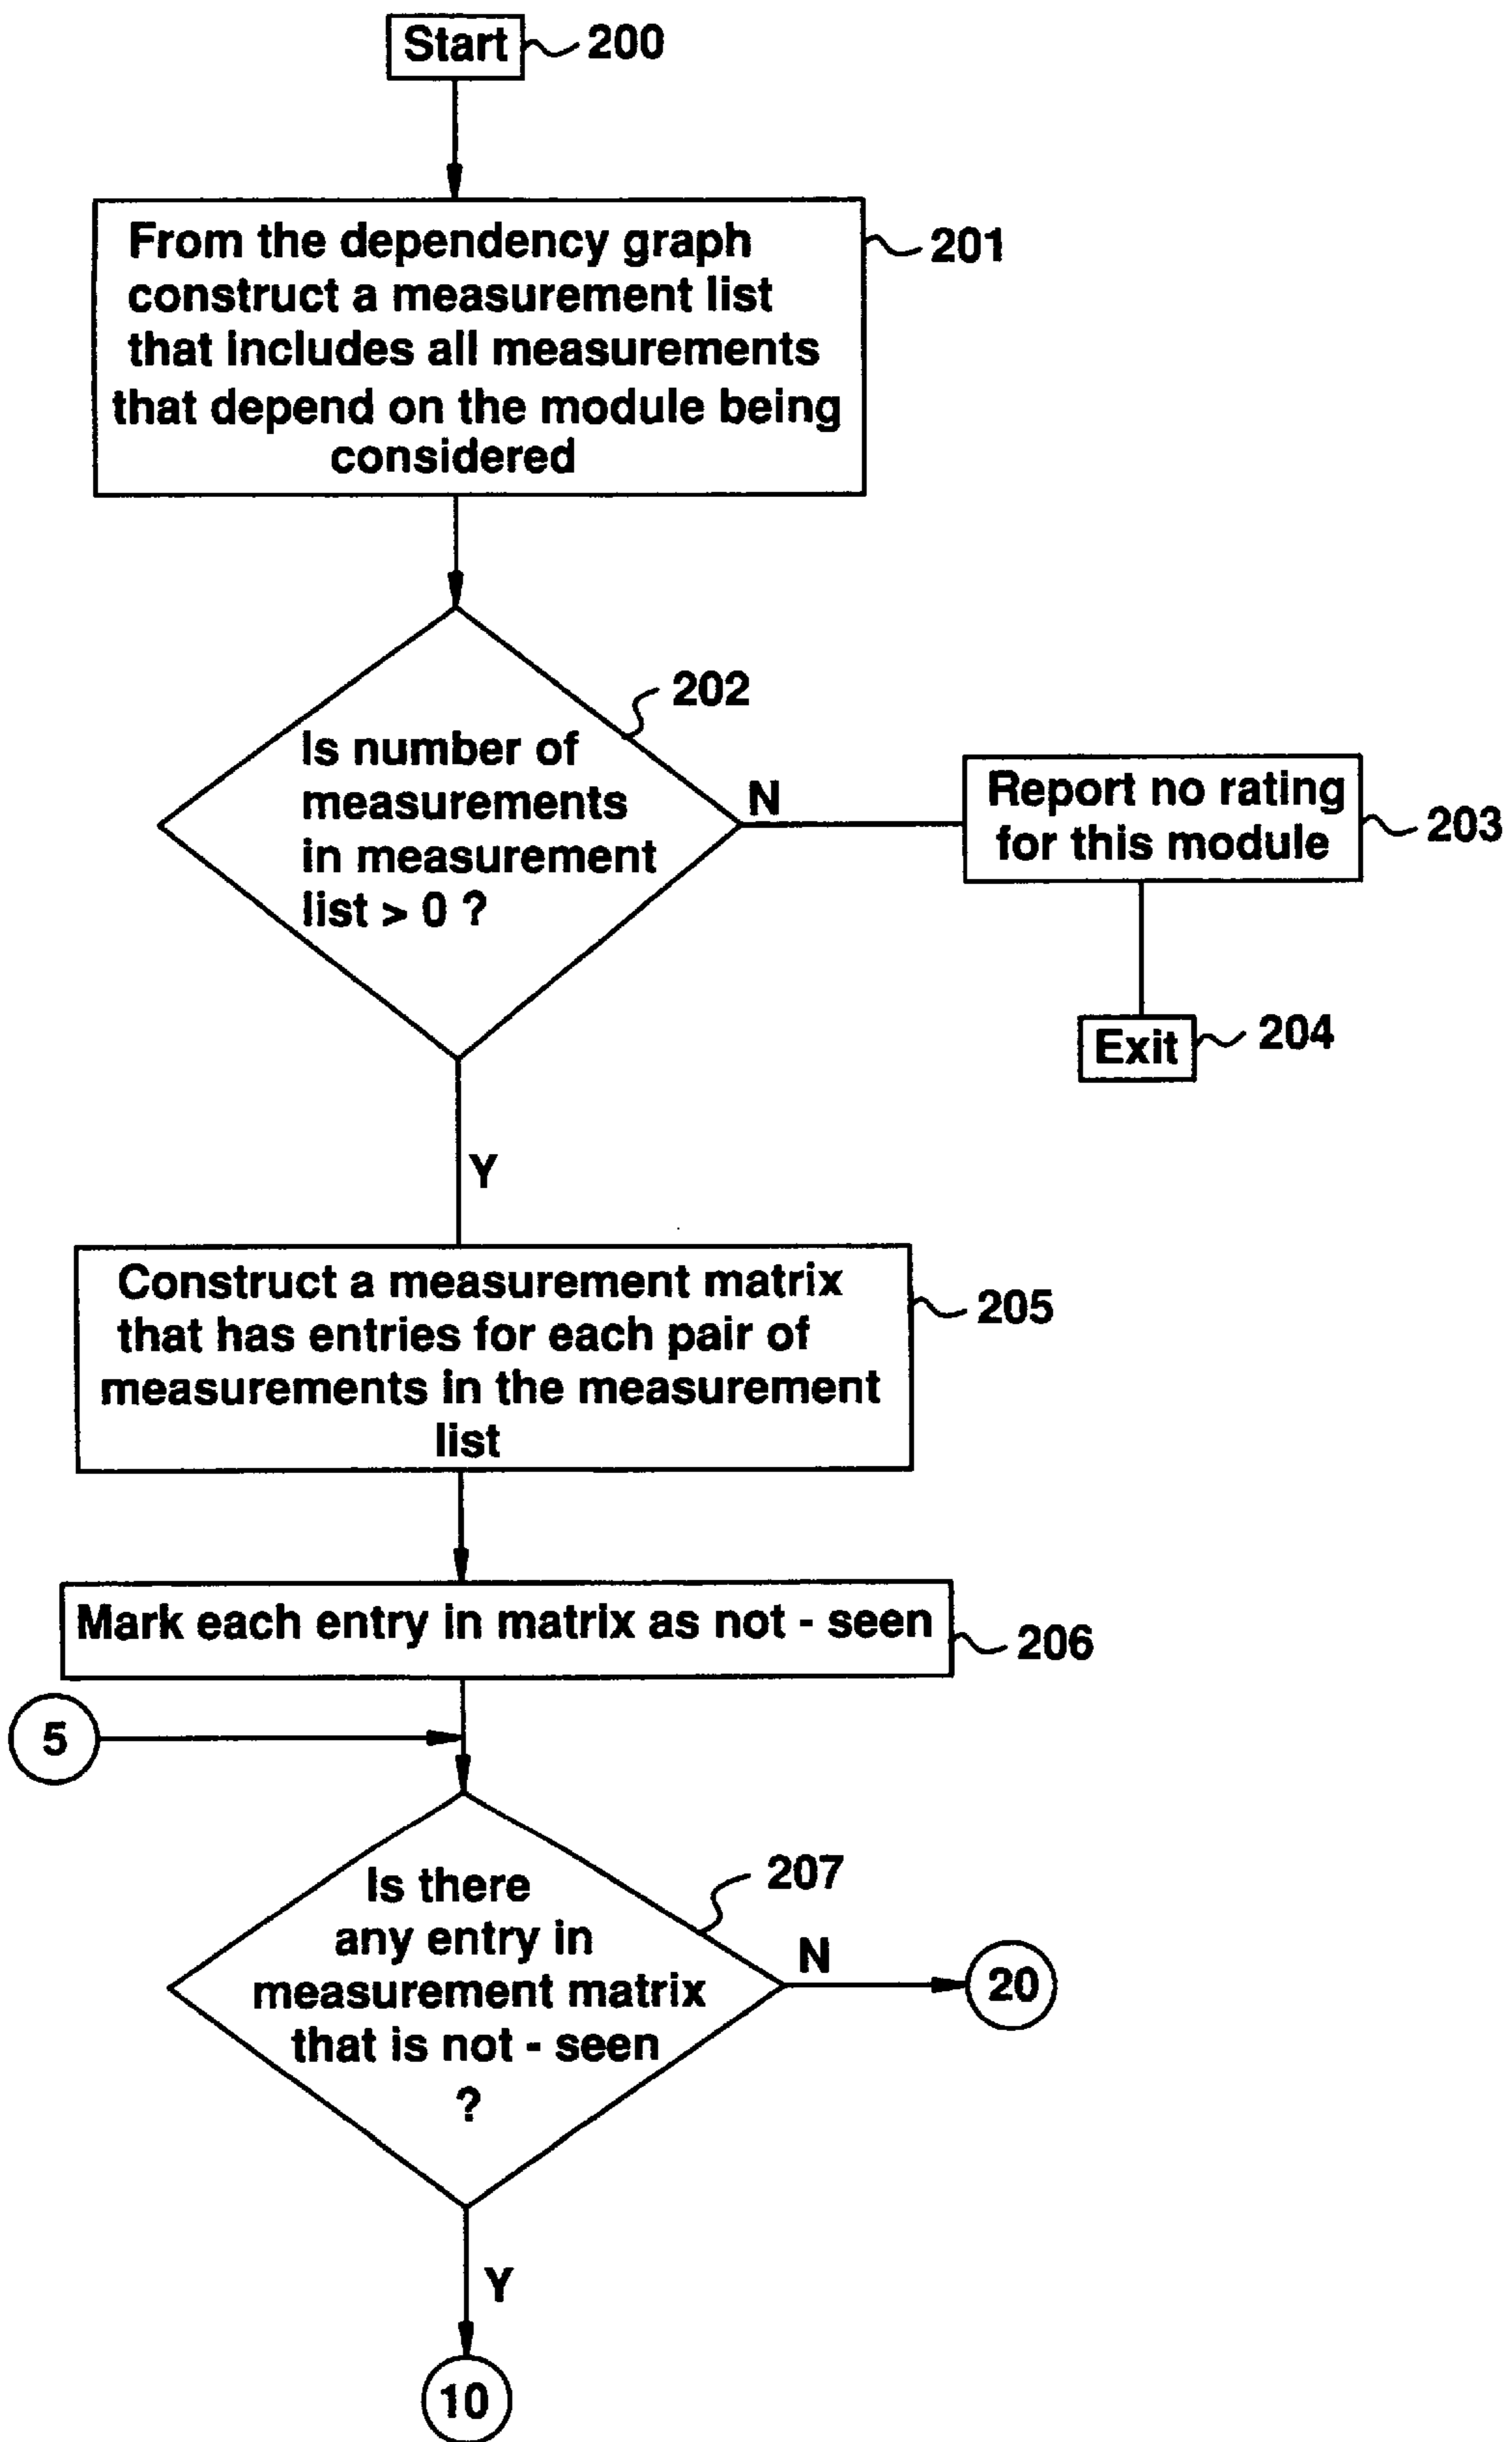 Start
200
From the dependency graph
construct a measurement list
that includes all measurements
that depend on the module being
considered
201
202
Is number of
measurements
in measurement
list > 0 ?
N
Report no rating
for this module
203
Exit
204
Y
Construct a measurement matrix
that has entries for each pair of
measurements in the measurement
list
205
Mark each entry in matrix as not - seen
206
5
207
Is there
any entry in
measurement matrix
that is not - seen
?
N
20
Y
10